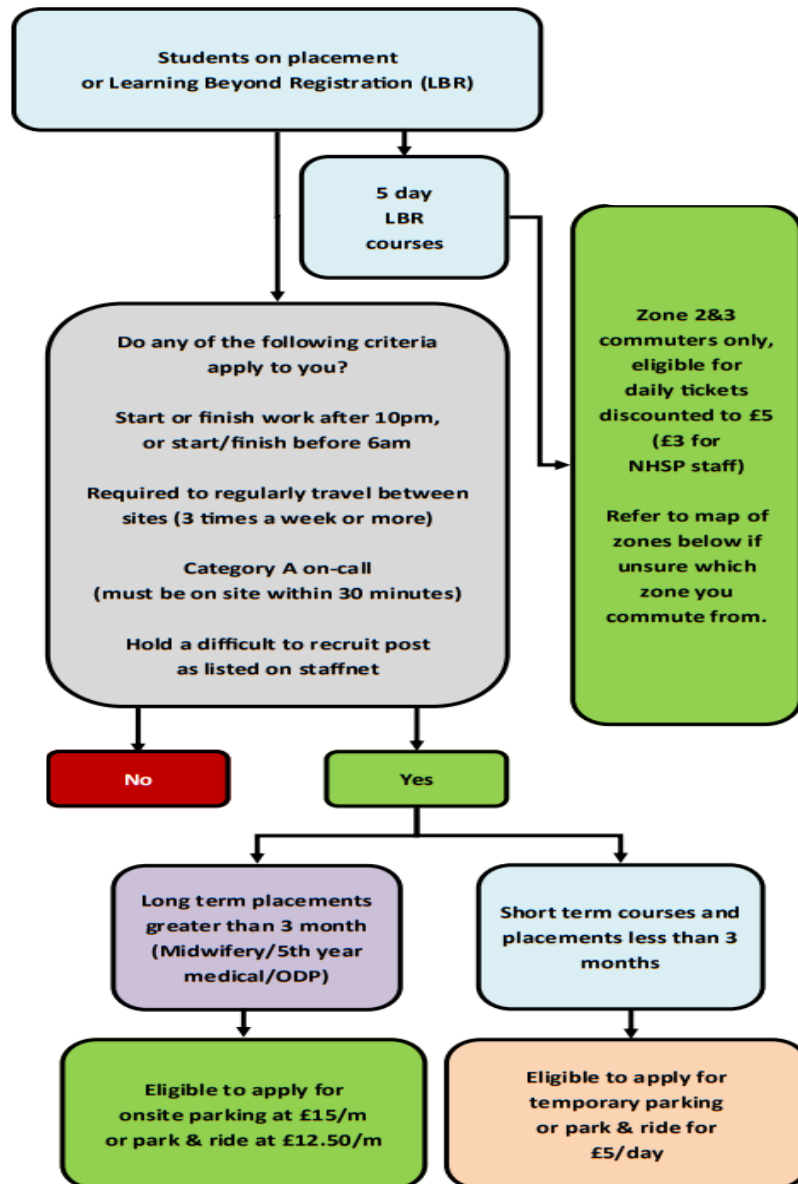 Students on placement
or Learning Beyond Registration (LBR)
5 day
LBR
courses
Zone 2&3
commuters only,
eligible for
daily tickets
discounted to £5
(£3 for
NHSP staff)
Refer to map of
zones below if
unsure which
zone you
commute from.
Do any of the following criteria
apply to you?
Start or finish work after 10pm,
or start/finish before 6am
Required to regularly travel between
sites (3 times a week or more)
Category A on-call
(must be on site within 30 minutes)
Hold a difficult to recruit post
as listed on staffnet
No
Yes
Long term placements
greater than 3 month
(Midwifery/5th year
medical/ODP)
Short term courses and
placements less than 3
months
Eligible to apply for
onsite parking at £15/m
or park & ride at £12.50/m
Eligible to apply for
temporary parking
or park & ride for
£5/day